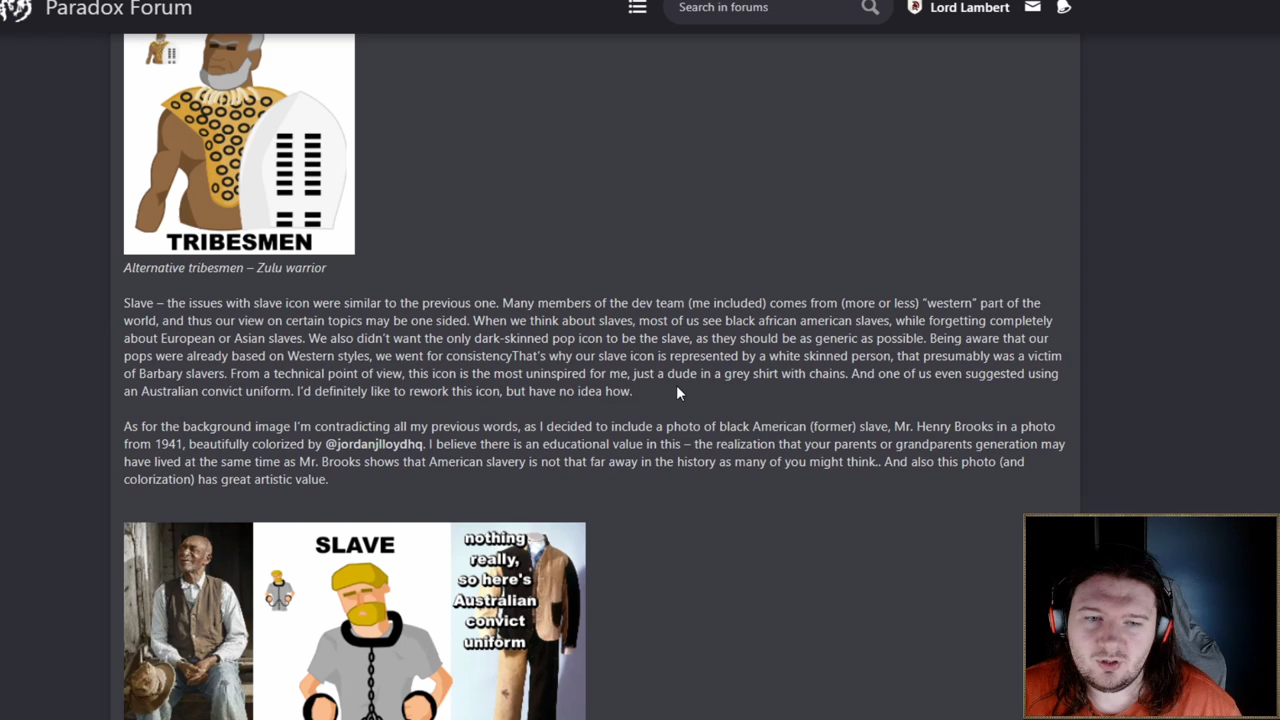 Paradox Forum
Search in forums
Lord Lambert
TRIBESMEN
Alternative tribesmen – Zulu warrior
Slave – the issues with slave icon were similar to the previous one. Many members of the dev team (me included) comes from (more or less) “western” part of the
world, and thus our view on certain topics may be one sided. When we think about slaves, most of us see black african american slaves, while forgetting completely
about European or Asian slaves. We also didn’t want the only dark-skinned pop icon to be the slave, as they should be as generic as possible. Being aware that our
pops were already based on Western styles, we went for consistencyThat’s why our slave icon is represented by a white skinned person, that presumably was a victim
of Barbary slavers. From a technical point of view, this icon is the most uninspired for me, just a dude in a grey shirt with chains. And one of us even suggested using
an Australian convict uniform. I’d definitely like to rework this icon, but have no idea how.
As for the background image I’m contradicting all my previous words, as I decided to include a photo of black American (former) slave, Mr. Henry Brooks in a photo
from 1941, beautifully colorized by @jordanjlloydhq. I believe there is an educational value in this – the realization that your parents or grandparents generation may
have lived at the same time as Mr. Brooks shows that American slavery is not that far away in the history as many of you might think.. And also this photo (and
colorization) has great artistic value.
SLAVE
nothing
really,
so here's
Australian
convict
uniform